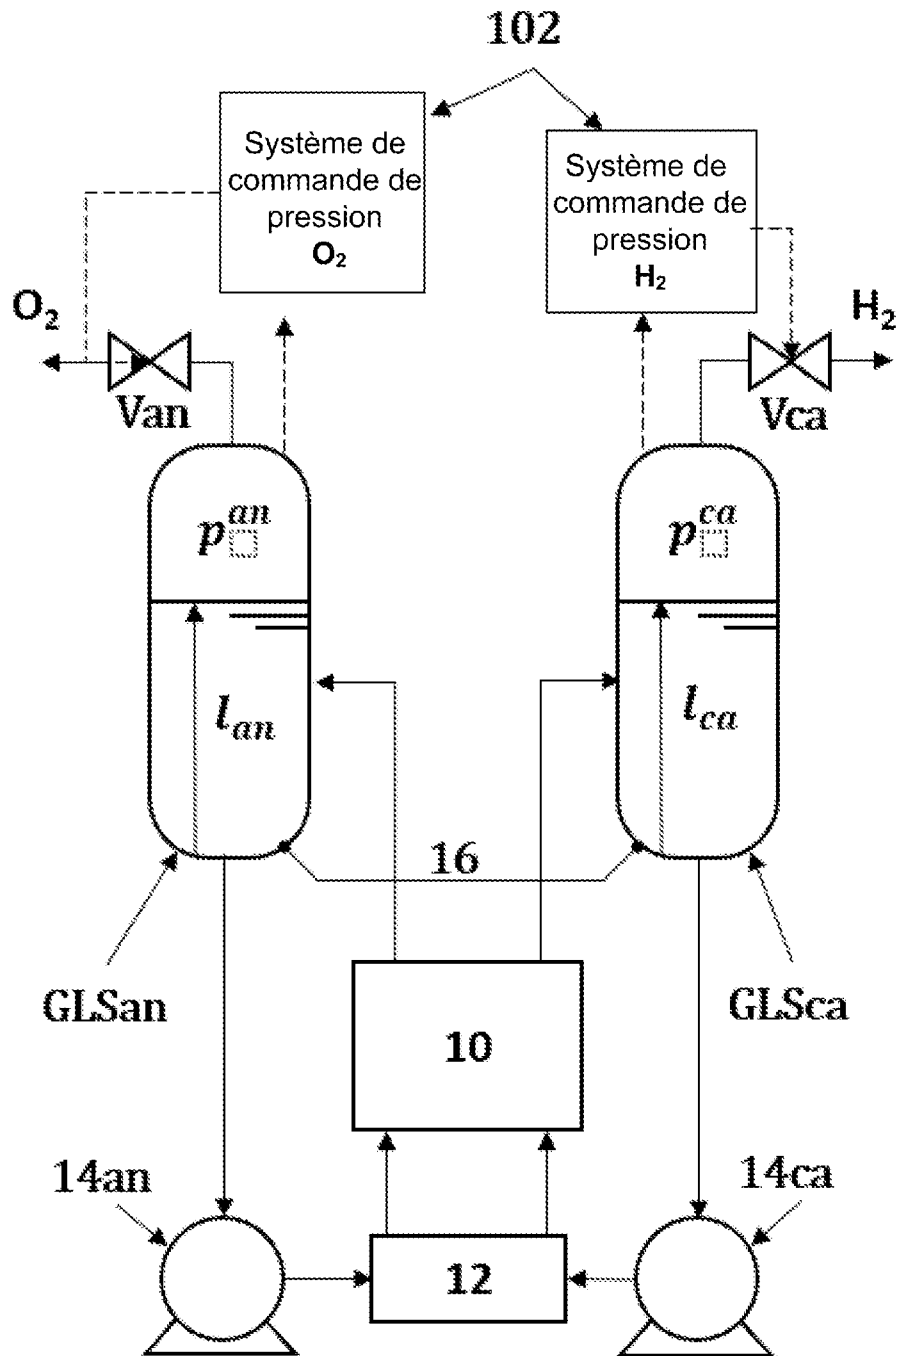 102
Système de
commande de
pression
O₂
Système de
commande de
pression
H₂
O₂
H₂
Van
Vca
p□^an
p□^ca
l_an
l_ca
16
GLSan
GLSca
10
14an
14ca
12